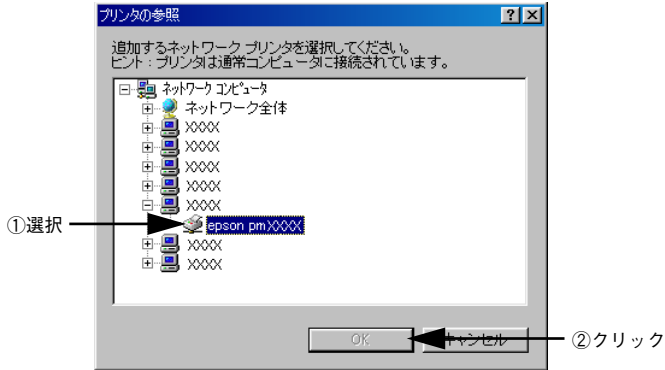 プリンタの参照
追加するネットワーク プリンタを選択してください。
ヒント : プリンタは通常コンピュータに接続されています。
ネットワーク コンピュータ
ネットワーク全体
XXXX
XXXX
XXXX
XXXX
XXXX
①選択
epson pmXXXX
XXXX
XXXX
OK
キャンセル
②クリック